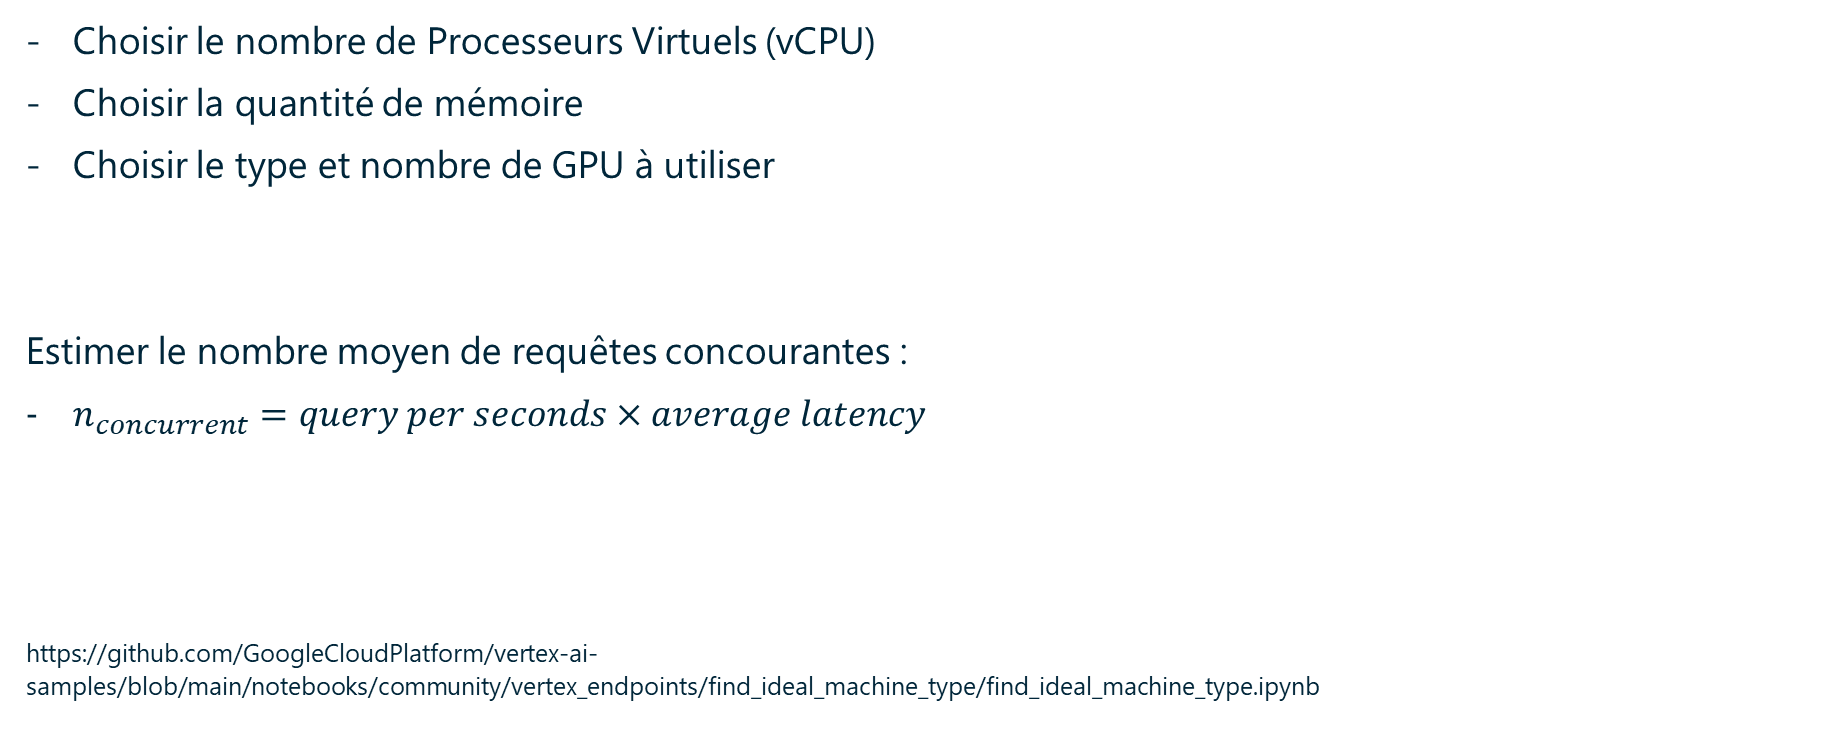 - Choisir le nombre de Processeurs Virtuels (vCPU)
- Choisir la quantité de mémoire
- Choisir le type et nombre de GPU à utiliser
Estimer le nombre moyen de requêtes concourantes :
- n_concurrent = query per seconds × average latency
https://github.com/GoogleCloudPlatform/vertex-ai-
samples/blob/main/notebooks/community/vertex_endpoints/find_ideal_machine_type/find_ideal_machine_type.ipynb